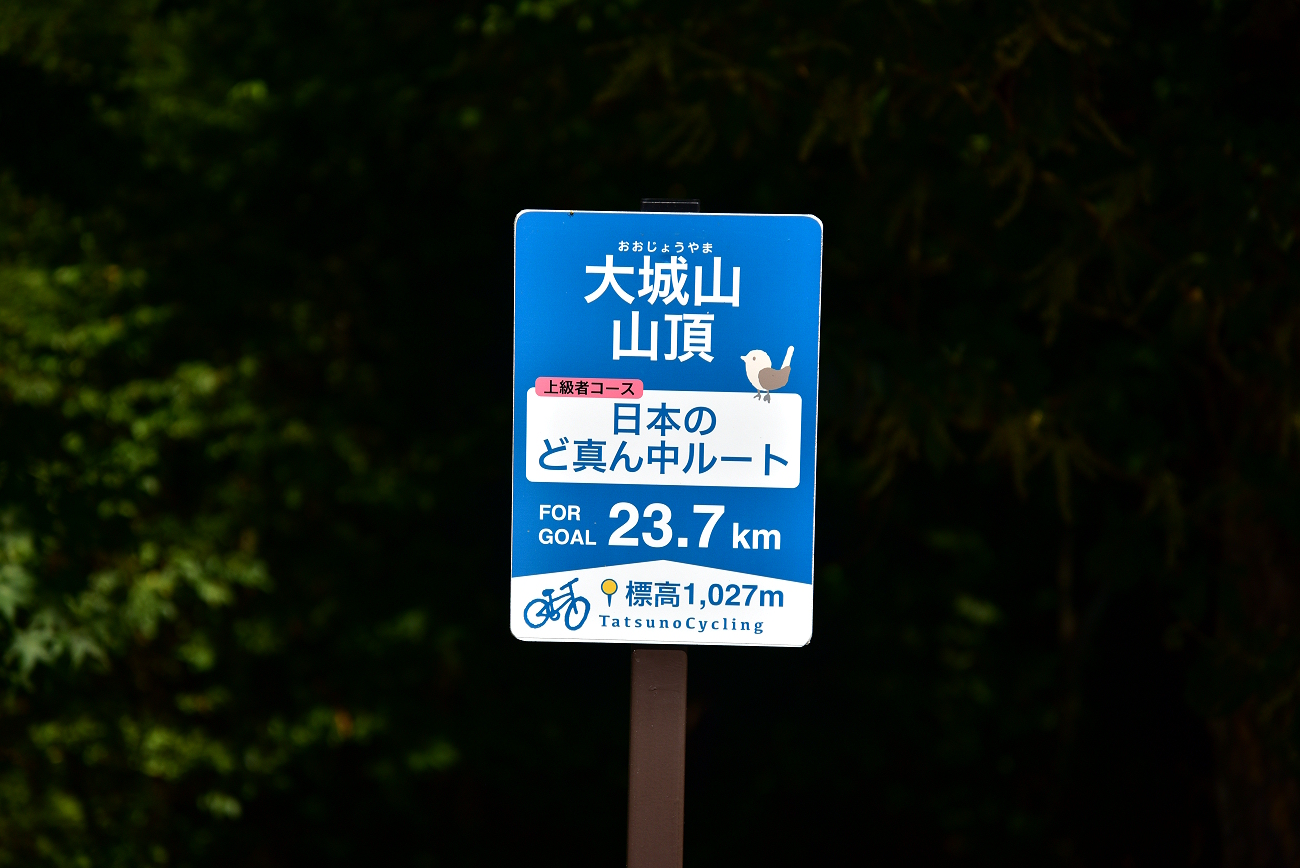 おおじょうやま
大城山
山頂
上級者コース
日本の
ど真ん中ルート
FOR
GOAL
23.7 km
標高1,027m
TatsunoCycling